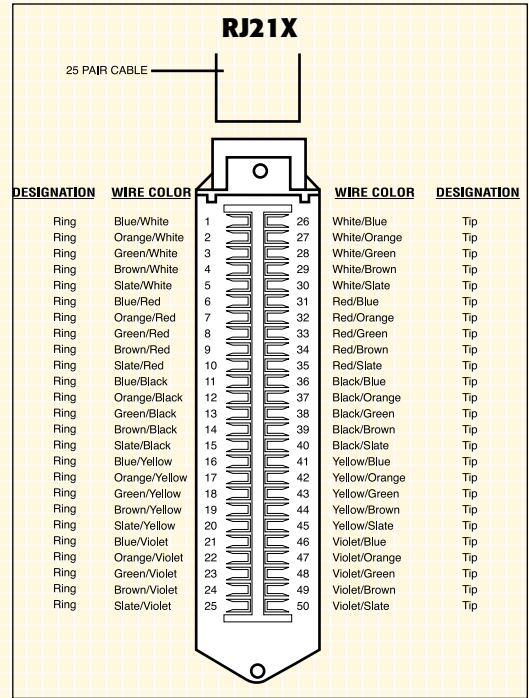 RJ21X
25 PAIR CABLE
DESIGNATION WIRE COLOR WIRE COLOR DESIGNATION
Ring Blue/White 1 26 White/Blue Tip
Ring Orange/White 2 27 White/Orange Tip
Ring Green/White 3 28 White/Green Tip
Ring Brown/White 4 29 White/Brown Tip
Ring Slate/White 5 30 White/Slate Tip
Ring Blue/Red 6 31 Red/Blue Tip
Ring Orange/Red 7 32 Red/Orange Tip
Ring Green/Red 8 33 Red/Green Tip
Ring Brown/Red 9 34 Red/Brown Tip
Ring Slate/Red 10 35 Red/Slate Tip
Ring Blue/Black 11 36 Black/Blue Tip
Ring Orange/Black 12 37 Black/Orange Tip
Ring Green/Black 13 38 Black/Green Tip
Ring Brown/Black 14 39 Black/Brown Tip
Ring Slate/Black 15 40 Black/Slate Tip
Ring Blue/Yellow 16 41 Yellow/Blue Tip
Ring Orange/Yellow 17 42 Yellow/Orange Tip
Ring Green/Yellow 18 43 Yellow/Green Tip
Ring Brown/Yellow 19 44 Yellow/Brown Tip
Ring Slate/Yellow 20 45 Yellow/Slate Tip
Ring Blue/Violet 21 46 Violet/Blue Tip
Ring Orange/Violet 22 47 Violet/Orange Tip
Ring Green/Violet 23 48 Violet/Green Tip
Ring Brown/Violet 24 49 Violet/Brown Tip
Ring Slate/Violet 25 50 Violet/Slate Tip